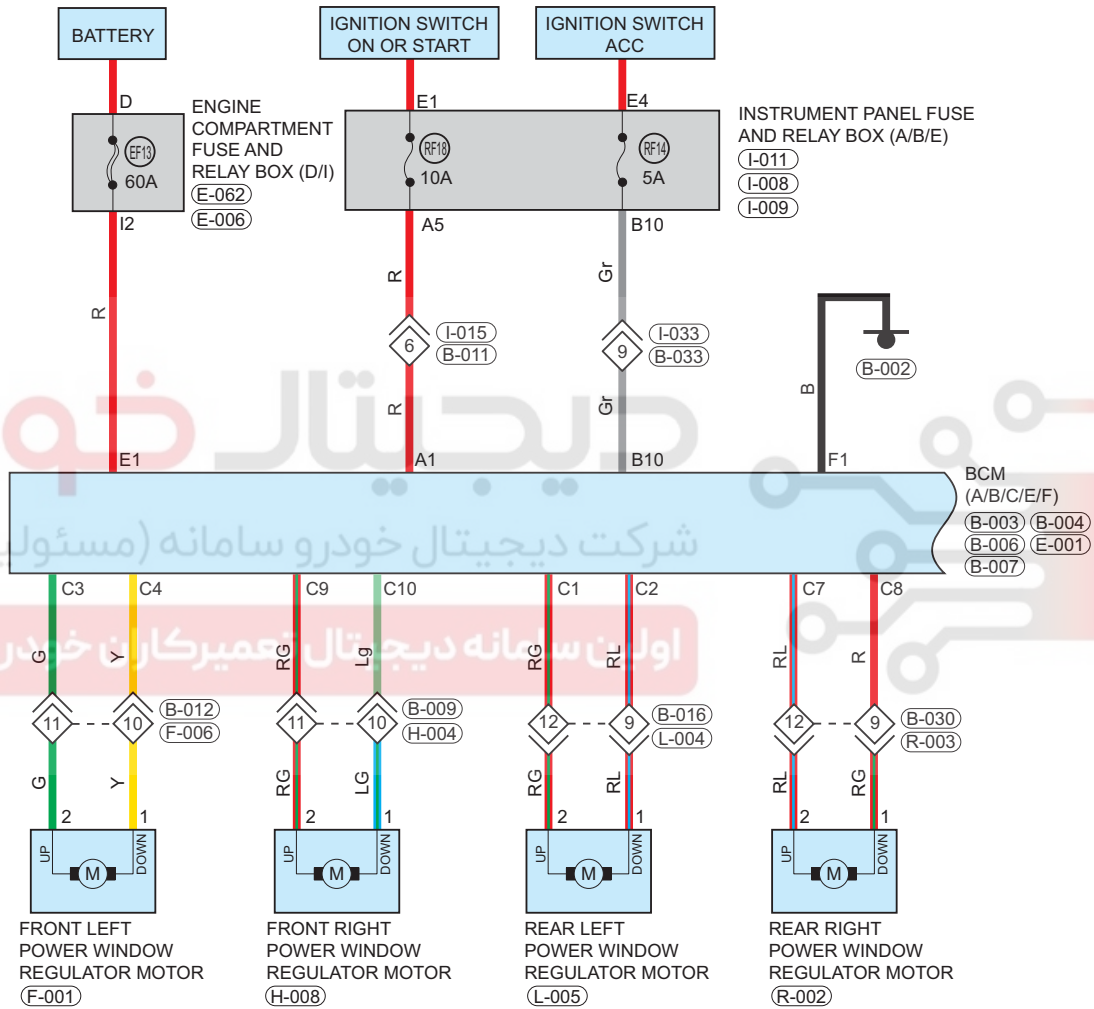 BATTERY
IGNITION SWITCH
ON OR START
IGNITION SWITCH
ACC
D
E1
E4
ENGINE
COMPARTMENT
FUSE AND
RELAY BOX (D/I)
E-062
E-006
EF13
60A
RF18
10A
RF14
5A
INSTRUMENT PANEL FUSE
AND RELAY BOX (A/B/E)
I-011
I-008
I-009
I2
A5
B10
R
R
Gr
6
I-015
B-011
9
I-033
B-033
B-002
R
Gr
B
دیجیتال خودرو
E1
A1
B10
F1
BCM
(A/B/C/E/F)
B-003
B-004
B-006
E-001
B-007
شرکت دیجیتال خودرو سامانه (مسئولی
C3
C4
C9
C10
C1
C2
C7
C8
اولین سامانه دیجیتال تعمیرکاران خودر
G
Y
RG
Lg
RG
RL
RL
R
11
10
B-012
F-006
11
10
B-009
H-004
12
9
B-016
L-004
12
9
B-030
R-003
G
Y
RG
LG
RG
RL
RL
RG
2
1
2
1
2
1
2
1
UP
M
DOWN
UP
M
DOWN
UP
M
DOWN
UP
M
DOWN
FRONT LEFT
POWER WINDOW
REGULATOR MOTOR
F-001
FRONT RIGHT
POWER WINDOW
REGULATOR MOTOR
H-008
REAR LEFT
POWER WINDOW
REGULATOR MOTOR
L-005
REAR RIGHT
POWER WINDOW
REGULATOR MOTOR
R-002